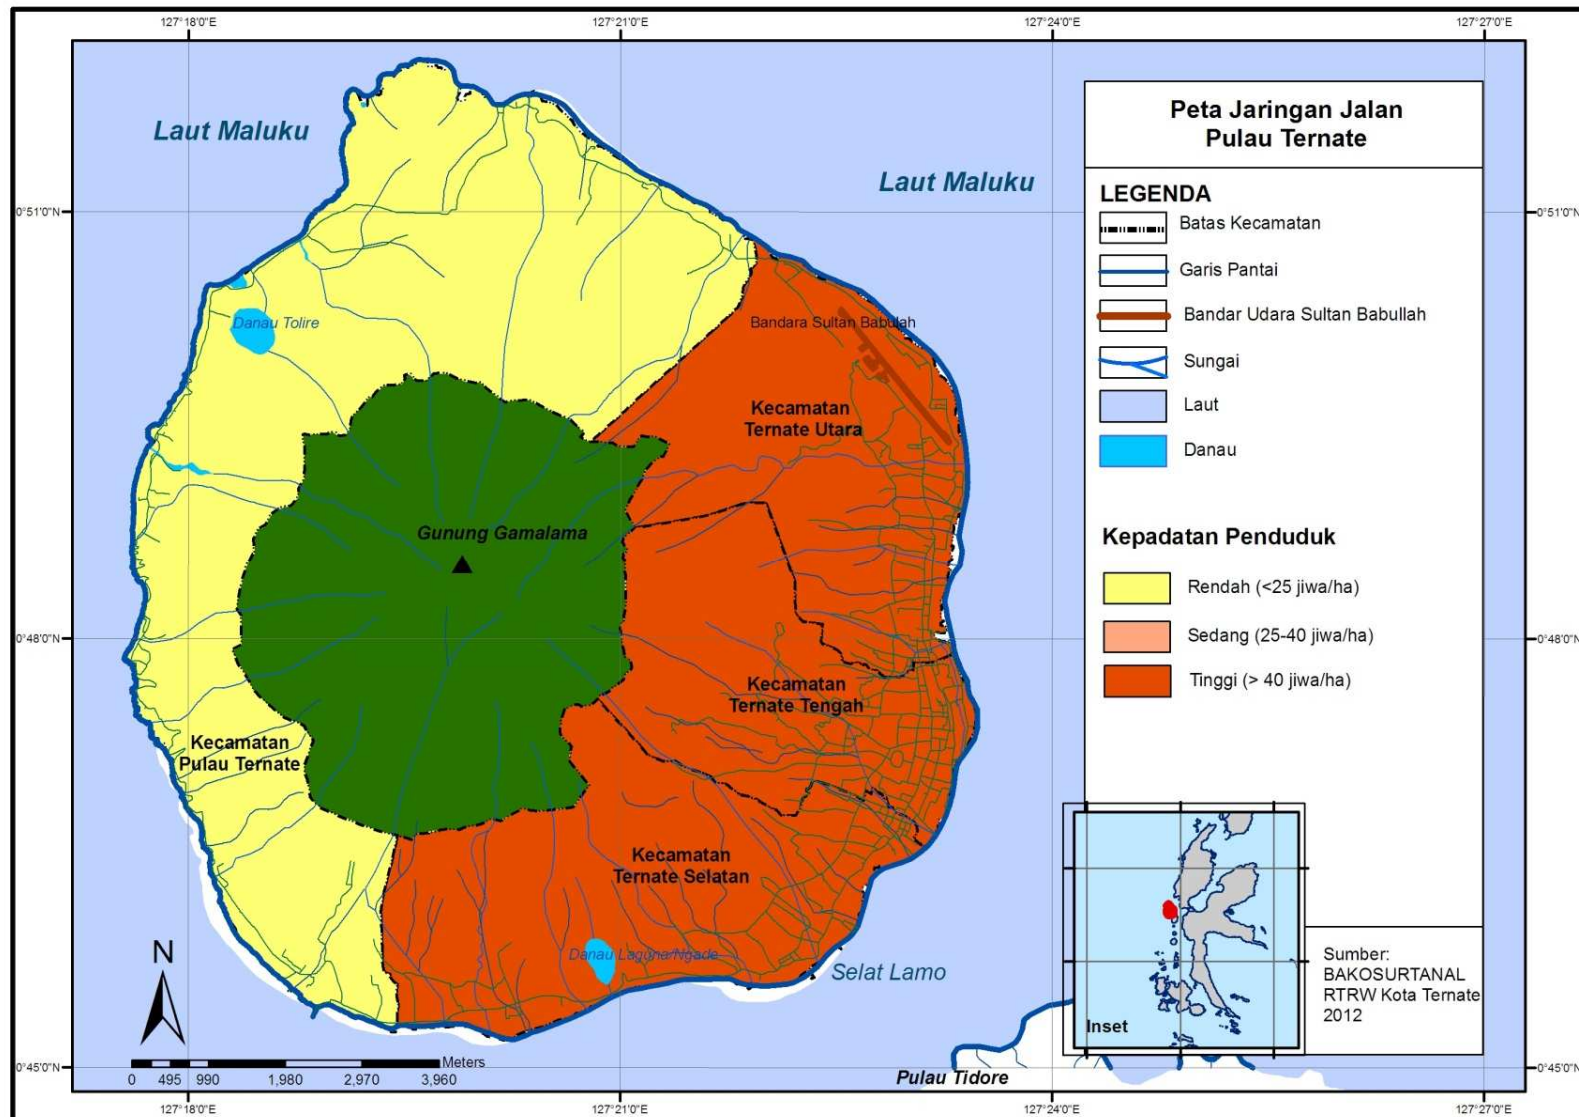 127°18'0"E
127°21'0"E
127°24'0"E
127°27'0"E
Laut Maluku
Laut Maluku
0°51'0"N
0°51'0"N
Danau Tolire
Bandara Sultan Babulah
Kecamatan
Ternate Utara
Gunung Gamalama
0°48'0"N
0°48'0"N
Kecamatan
Ternate Tengah
Kecamatan
Pulau Ternate
Kecamatan
Ternate Selatan
Danau Laguna/Ngade
Selat Lamo
Pulau Tidore
N
Meters
0 495 990 1,980 2,970 3,960
0°45'0"N
0°45'0"N
127°18'0"E
127°21'0"E
127°24'0"E
127°27'0"E
Peta Jaringan Jalan
Pulau Ternate
LEGENDA
Batas Kecamatan
Garis Pantai
Bandar Udara Sultan Babullah
Sungai
Laut
Danau
Kepadatan Penduduk
Rendah (<25 jiwa/ha)
Sedang (25-40 jiwa/ha)
Tinggi (> 40 jiwa/ha)
Inset
Sumber:
BAKOSURTANAL
RTRW Kota Ternate
2012